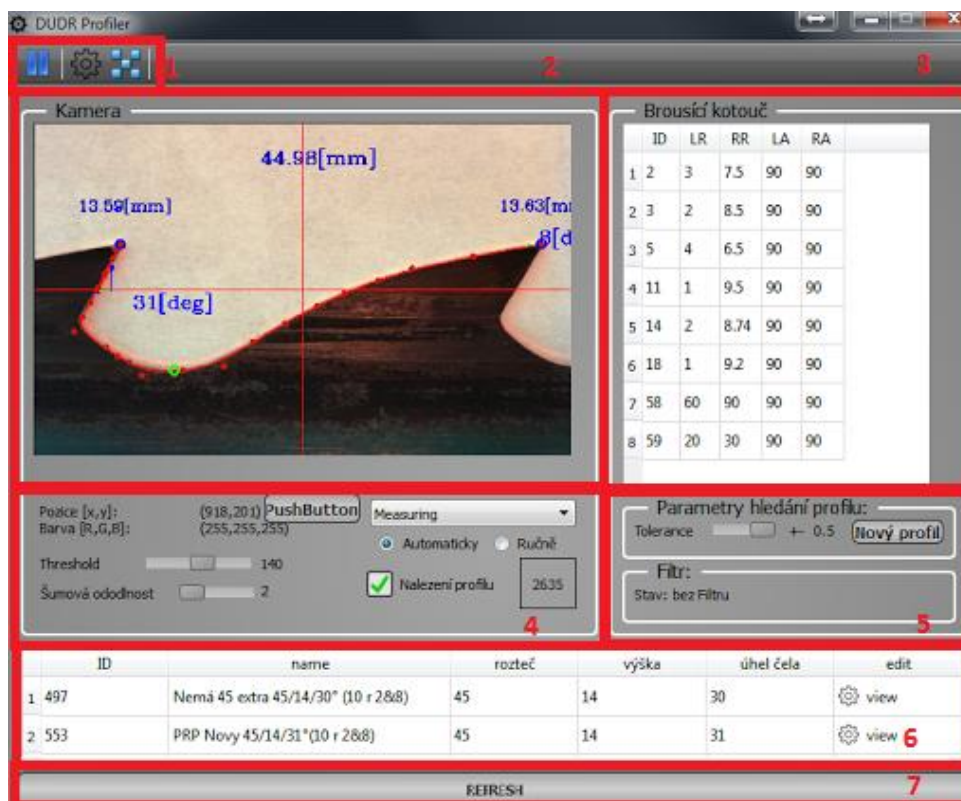 DUDR Profiler
1 2 3
Kamera
44.98[mm]
13.59[mm]
13.63[m
8[d
31[deg]
Brousící kotouč
ID LR RR LA RA
1 2 3 7.5 90 90
2 3 2 8.5 90 90
3 5 4 6.5 90 90
4 11 1 9.5 90 90
5 14 2 8.74 90 90
6 18 1 9.2 90 90
7 58 60 90 90 90
8 59 20 30 90 90
Pozice [x,y]: (918,201) PushButton Measuring
Barva [R,G,B]: (255,255,255)
Automaticky Ručně
Threshold 140
Nalezení profilu 2635
Šumová odolnost 2
4
Parametry hledání profilu:
Tolerance +- 0.5 Nový profil
Filtr:
Stav: bez Filtru
5
ID name rozteč výška úhel čela edit
1 497 Nemá 45 extra 45/14/30° (10 r 2&8) 45 14 30 view
2 553 PRP Novy 45/14/31°(10 r 2&8) 45 14 31 view 6
REFRESH 7